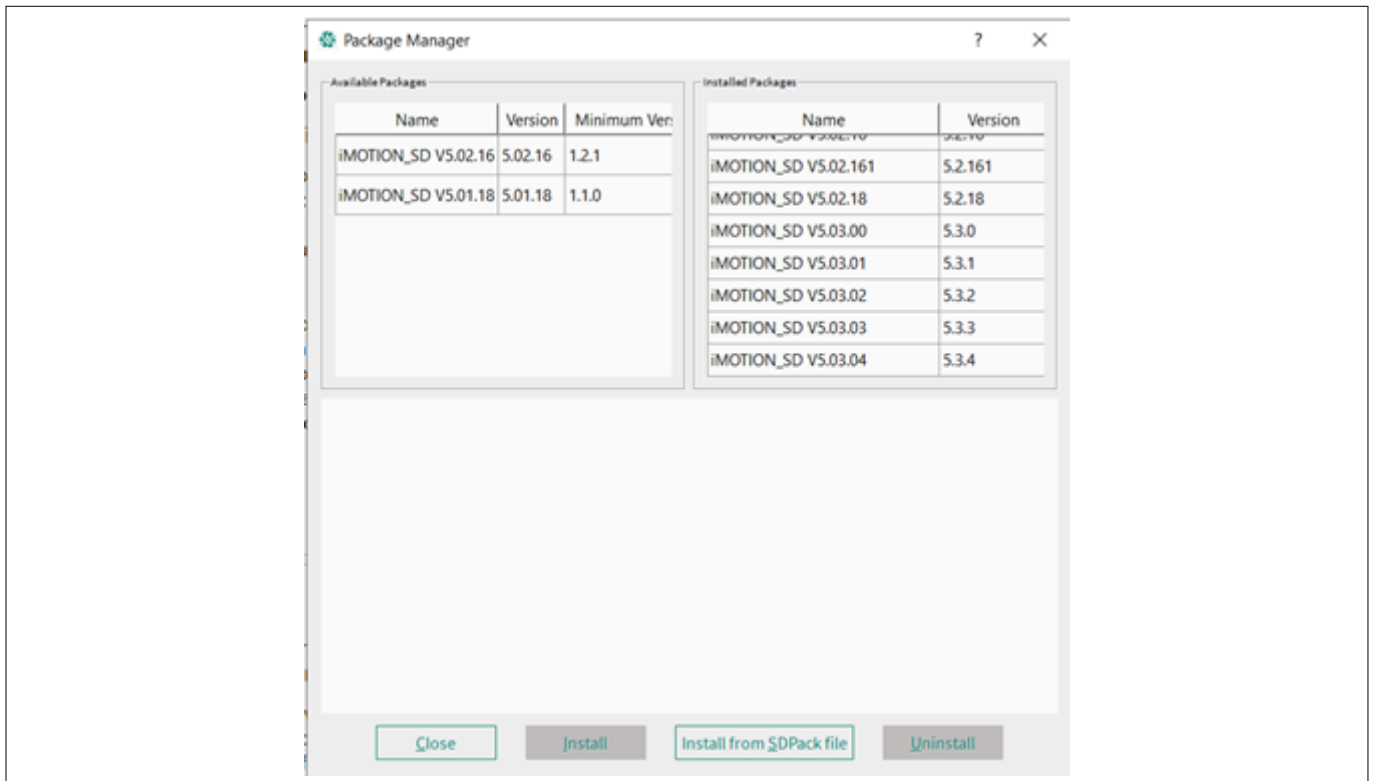 Package Manager
?
Available Packages
Name Version Minimum Vers
iMOTION_SD V5.02.16 5.02.16 1.2.1
iMOTION_SD V5.01.18 5.01.18 1.1.0
Installed Packages
Name Version
iMOTION_SD V5.02.161 5.2.161
iMOTION_SD V5.02.18 5.2.18
iMOTION_SD V5.03.00 5.3.0
iMOTION_SD V5.03.01 5.3.1
iMOTION_SD V5.03.02 5.3.2
iMOTION_SD V5.03.03 5.3.3
iMOTION_SD V5.03.04 5.3.4
Close Install Install from SDPack file Uninstall